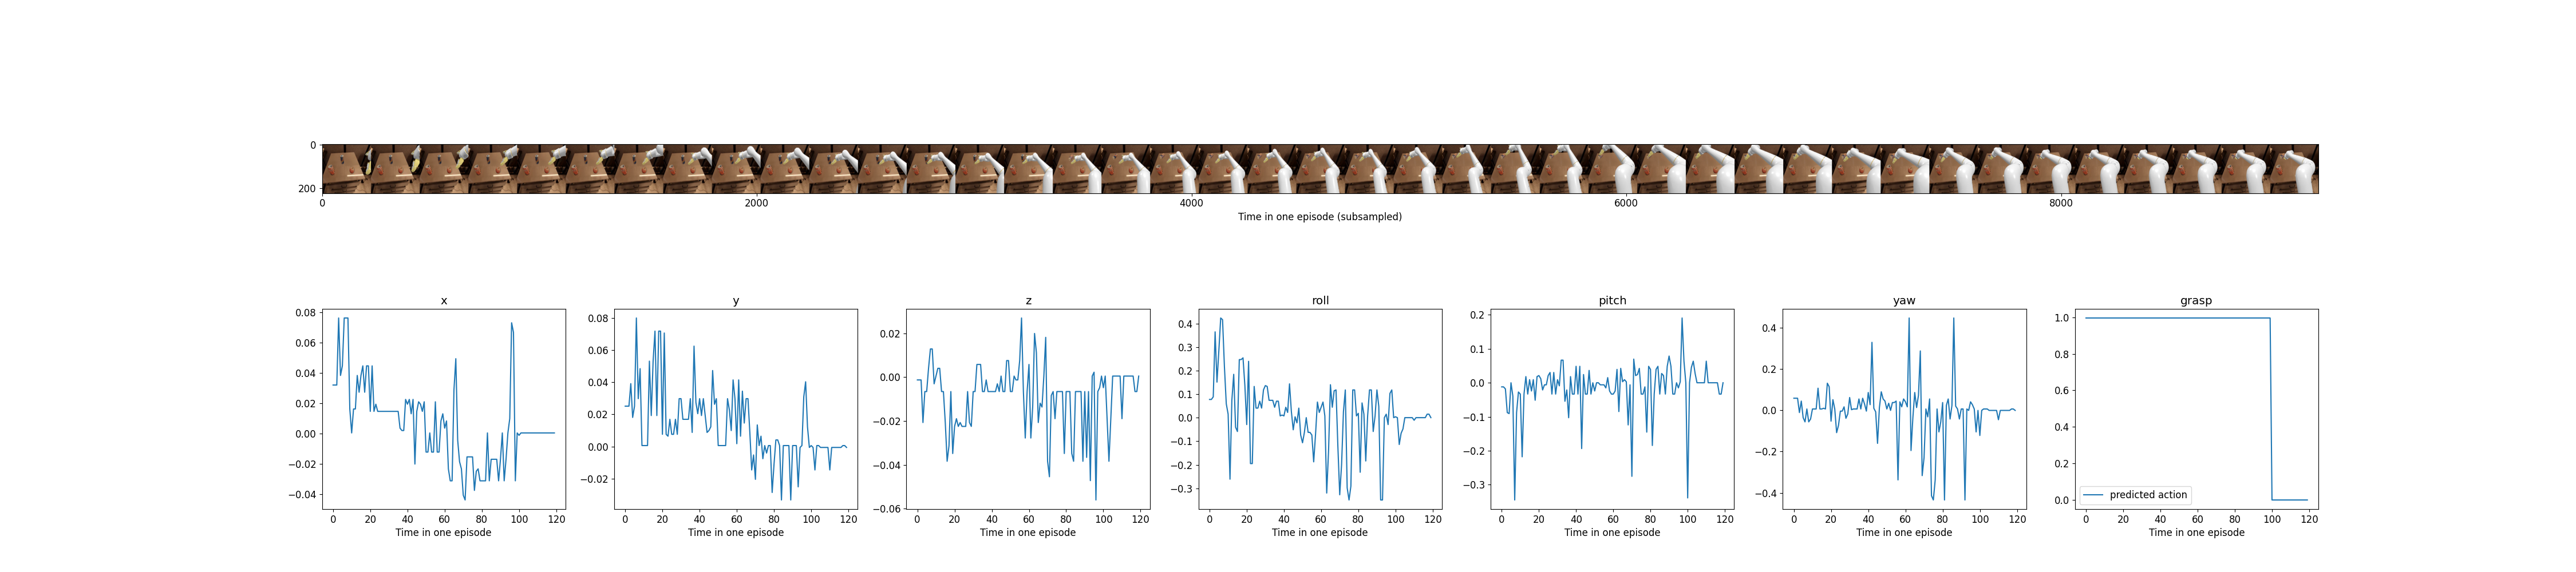 0
200
0 2000 4000 6000 8000
Time in one episode (subsampled)
x
0.08
0.06
0.04
0.02
0.00
−0.02
−0.04
0 20 40 60 80 100 120
Time in one episode
y
0.08
0.06
0.04
0.02
0.00
−0.02
0 20 40 60 80 100 120
Time in one episode
z
0.02
0.00
−0.02
−0.04
−0.06
0 20 40 60 80 100 120
Time in one episode
roll
0.4
0.3
0.2
0.1
0.0
−0.1
−0.2
−0.3
0 20 40 60 80 100 120
Time in one episode
pitch
0.2
0.1
0.0
−0.1
−0.2
−0.3
0 20 40 60 80 100 120
Time in one episode
yaw
0.4
0.2
0.0
−0.2
−0.4
0 20 40 60 80 100 120
Time in one episode
grasp
1.0
0.8
0.6
0.4
0.2
0.0
predicted action
0 20 40 60 80 100 120
Time in one episode